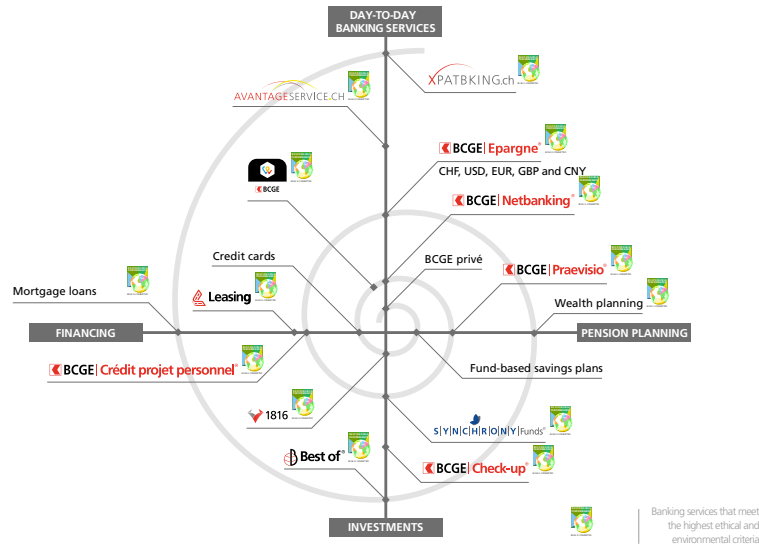 DAY-TO-DAY
BANKING SERVICES
XPATBKING.ch
AVANTAGESERVICE.CH
BCGE|Epargne®
CHF, USD, EUR, GBP and CNY
BCGE
BCGE|Netbanking®
Credit cards
BCGE privé
BCGE|Praevisio®
Mortgage loans
Leasing
Wealth planning
FINANCING
PENSION PLANNING
BCGE|Crédit projet personnel®
Fund-based savings plans
1816
S|Y|N|C|H|R|O|N|Y|Funds®
Best of®
BCGE|Check-up®
INVESTMENTS
Banking services that meet
the highest ethical and
environmental criteria